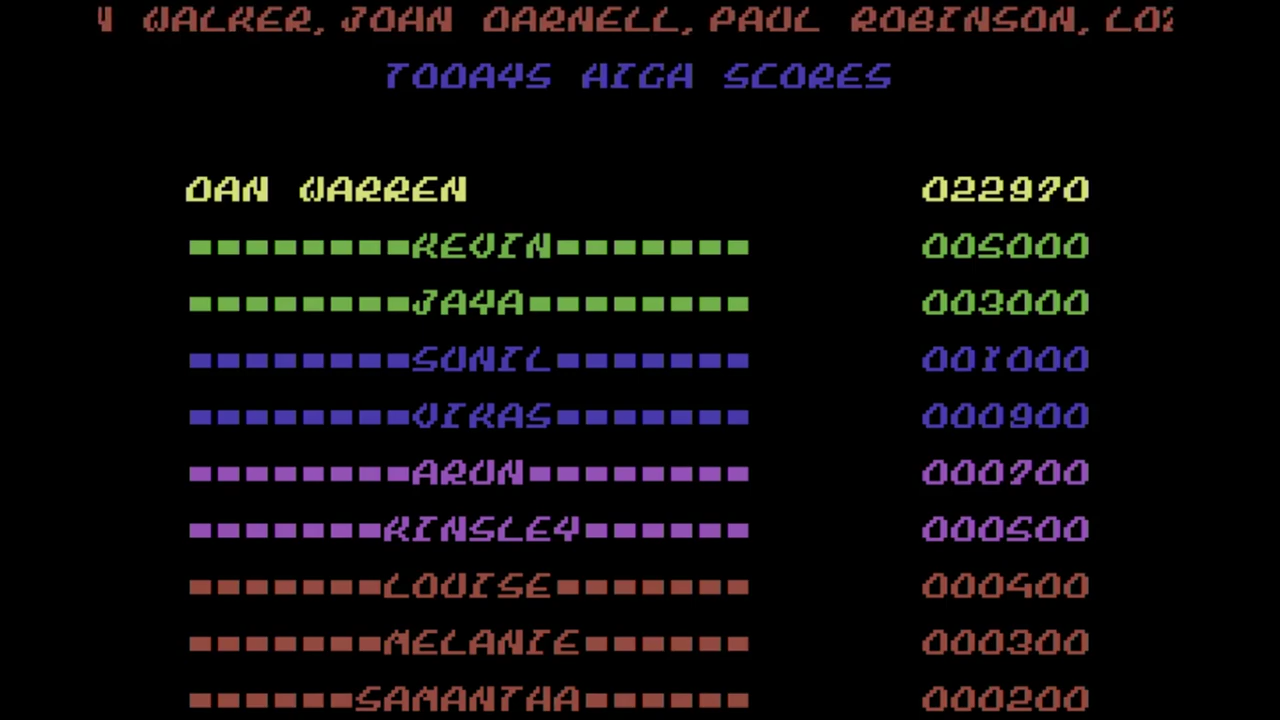 WALKER, JOAN DARNELL, PAUL ROBINSON,
TODAYS HIGH SCORES
DAN WARREN 022970
KEVIN 005000
JAYA 003000
SUNIL 001000
VIKAS 000900
ARUN 000700
KINSLEY 000500
LOUISE 000400
MELANIE 000300
SAMANTHA 000200